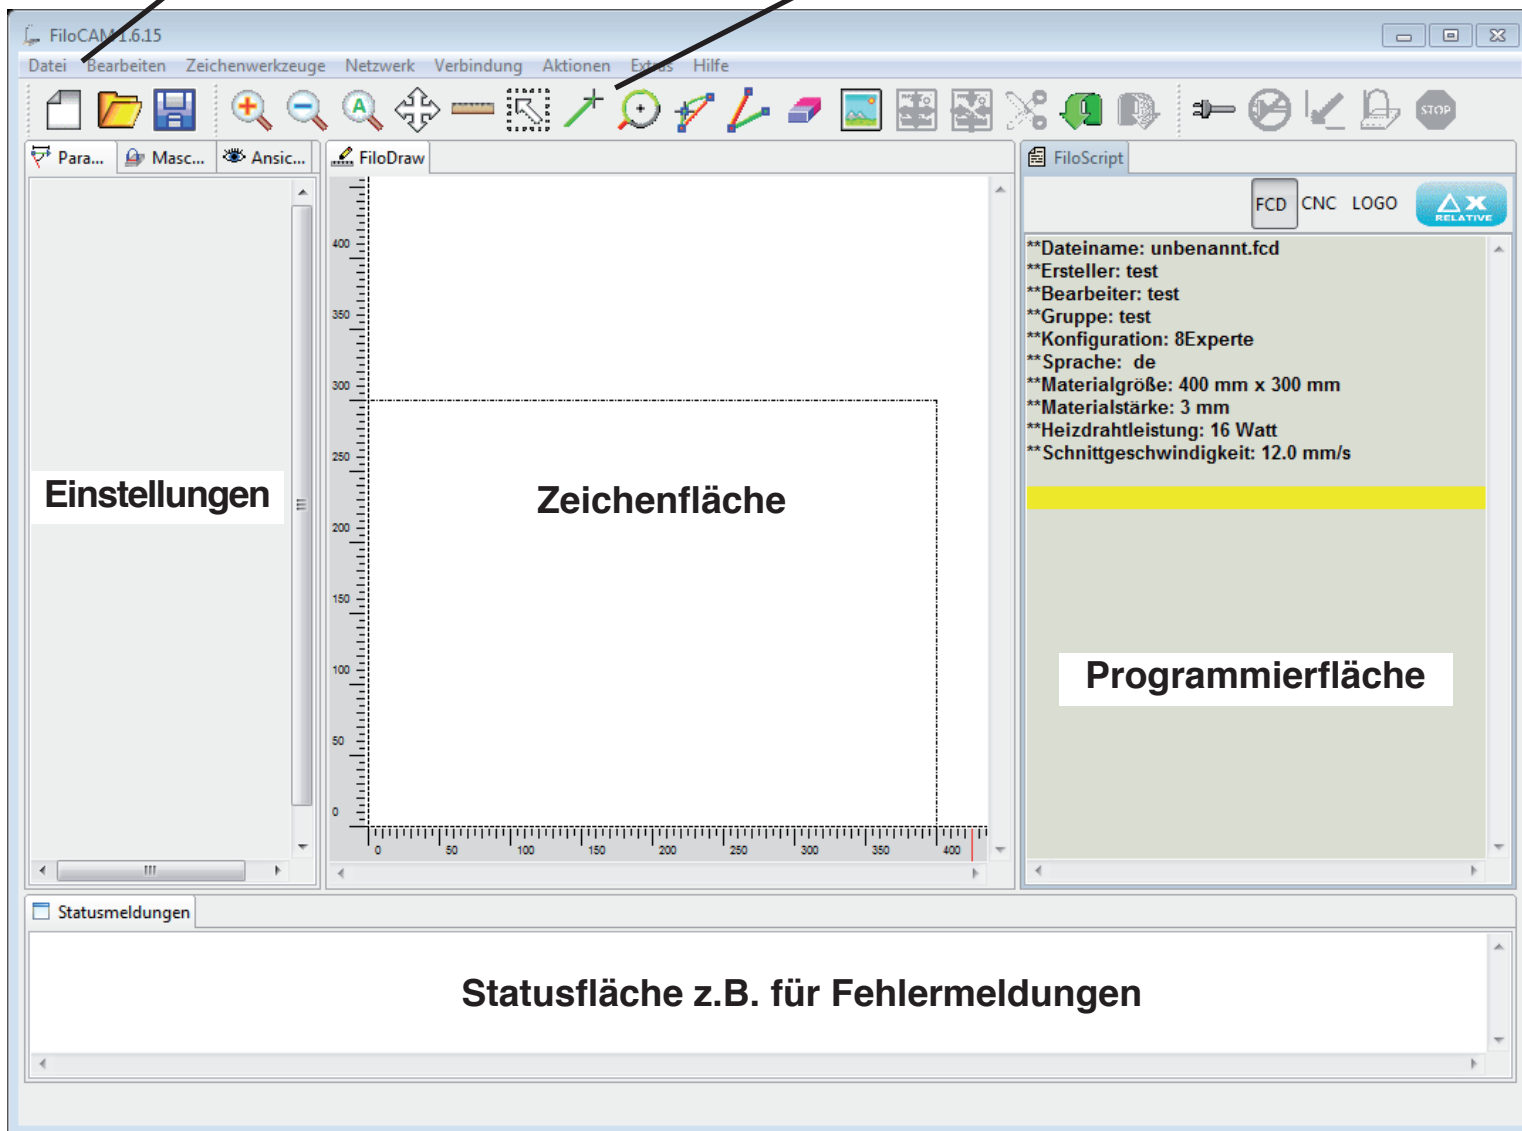 FiloCAM 1.6.15
Datei Bearbeiten Zeichenwerkzeuge Netzwerk Verbindung Aktionen Extras Hilfe
A
STOP
Para... Masc... Ansic...
FiloDraw
400
350
300
250
200
150
100
50
0
0 50 100 150 200 250 300 350 400
Einstellungen
Zeichenfläche
FiloScript
FCD CNC LOGO
ΔX
RELATIVE
**Dateiname: unbenannt.fcd
**Ersteller: test
**Bearbeiter: test
**Gruppe: test
**Konfiguration: 8Experte
**Sprache: de
**Materialgröße: 400 mm x 300 mm
**Materialstärke: 3 mm
**Heizdrahtleistung: 16 Watt
**Schnittgeschwindigkeit: 12.0 mm/s
Programmierfläche
Statusmeldungen
Statusfläche z.B. für Fehlermeldungen